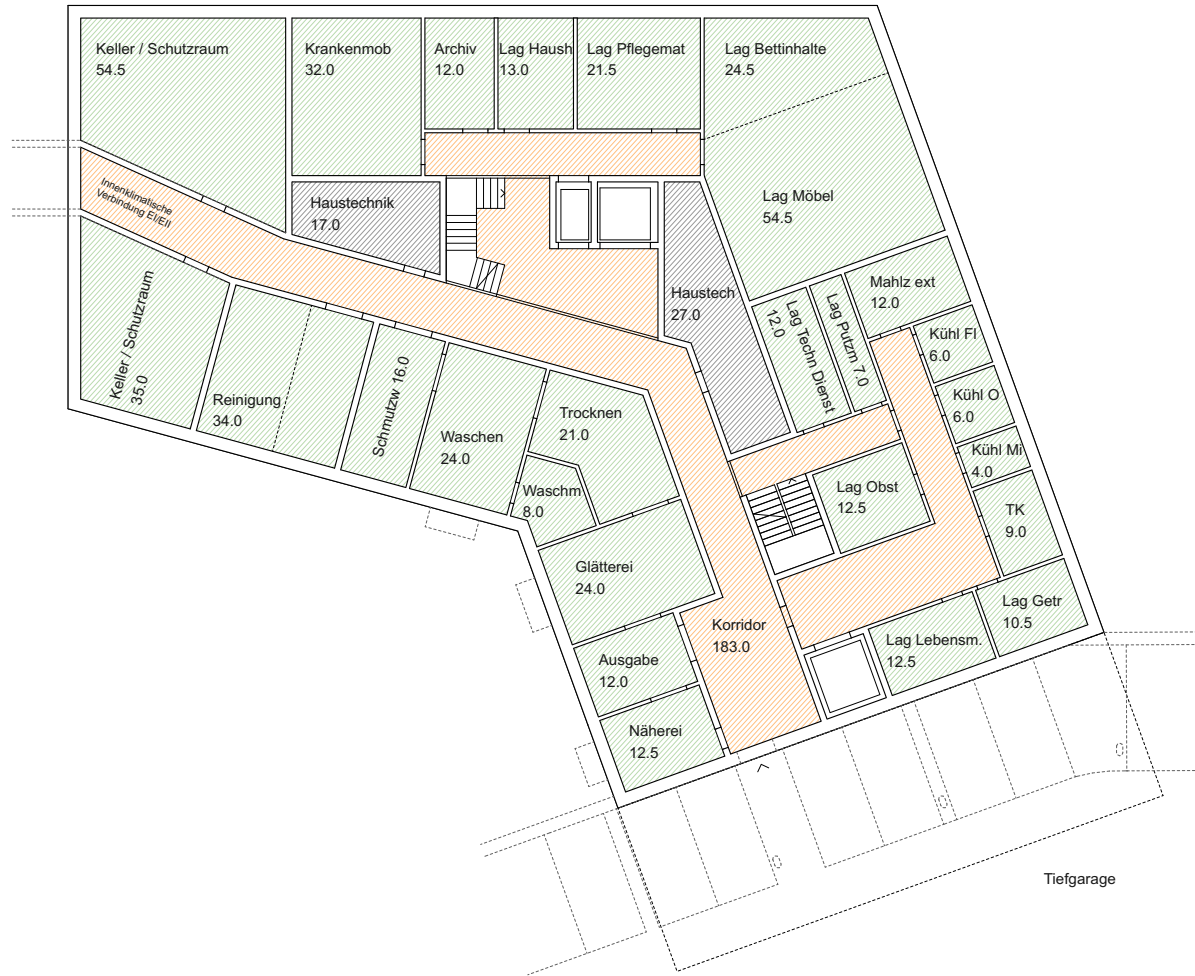 Keller / Schutzraum
54.5
Krankenmob
32.0
Archiv
12.0
Lag Haush
13.0
Lag Pflegemat
21.5
Lag Bettinhalte
24.5
Innenklimatische
Verbindung EI/EII
Haustechnik
17.0
Lag Möbel
54.5
Keller / Schutzraum
35.0
Reinigung
34.0
Schmutzw 16.0
Waschen
24.0
Trocknen
21.0
Waschm
8.0
Haustech
27.0
Lag Techn Dienst
12.0
Lag Putzm 7.0
Mahlz ext
12.0
Kühl Fl
6.0
Kühl O
6.0
Kühl Mi
4.0
Lag Obst
12.5
TK
9.0
Glätterei
24.0
Korridor
183.0
Lag Getr
10.5
Lag Lebensm.
12.5
Ausgabe
12.0
Näherei
12.5
Tiefgarage